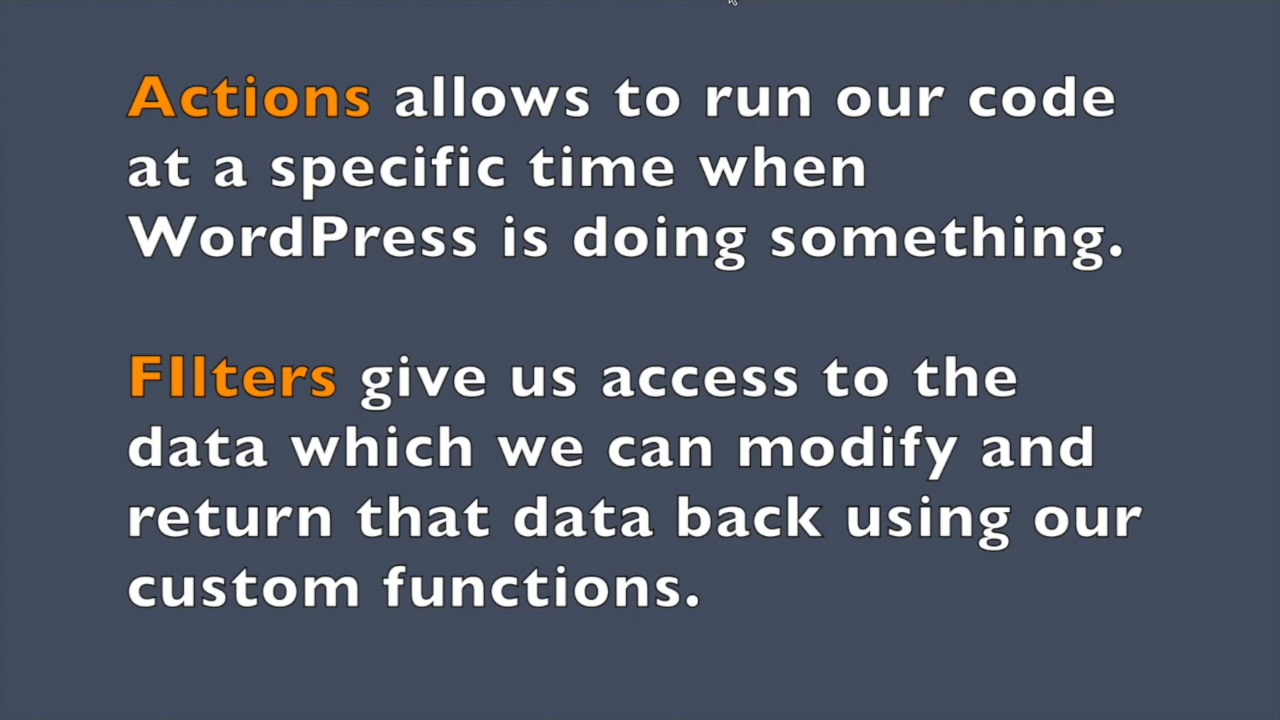 Actions allows to run our code
at a specific time when
WordPress is doing something.
FIlters give us access to the
data which we can modify and
return that data back using our
custom functions.